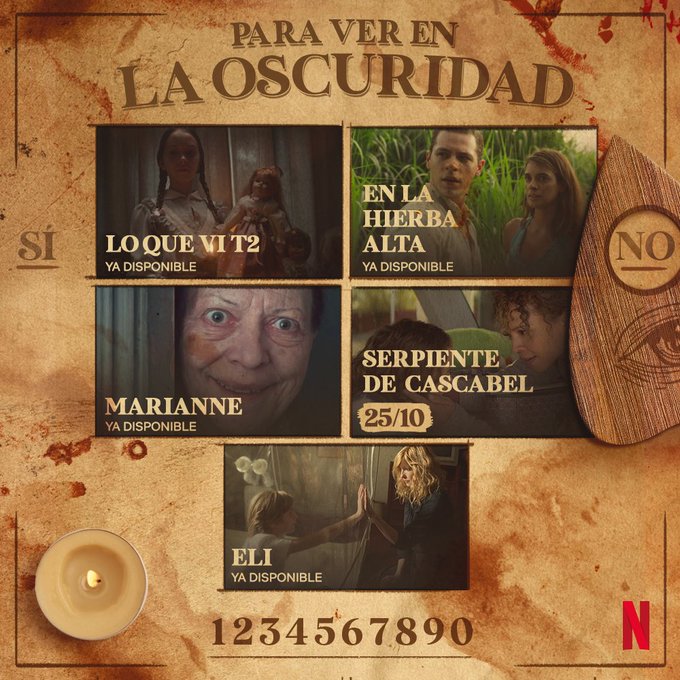 PARA VER EN
LA OSCURIDAD
LO QUE VI T2
YA DISPONIBLE
EN LA
HIERBA
ALTA
YA DISPONIBLE
SÍ
NO
MARIANNE
YA DISPONIBLE
SERPIENTE
DE CASCABEL
25/10
ELI
YA DISPONIBLE
1234567890
N